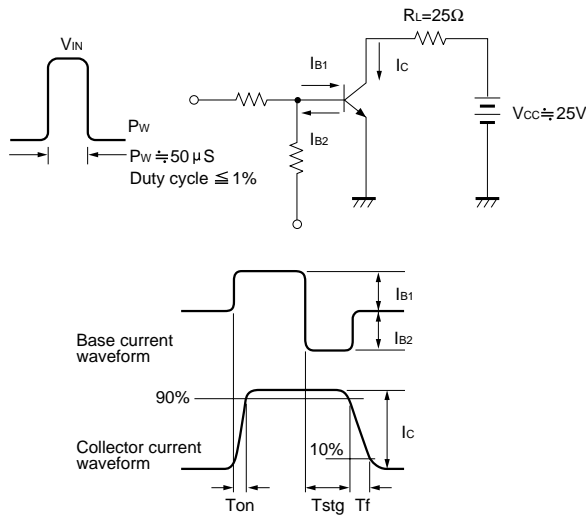 RL=25Ω
VIN
IB1
IC
PW
IB2
VCC≒25V
PW≒50μS
Duty cycle ≦ 1%
IB1
IB2
Base current
waveform
90%
IC
10%
Collector current
waveform
Ton
Tstg
Tf